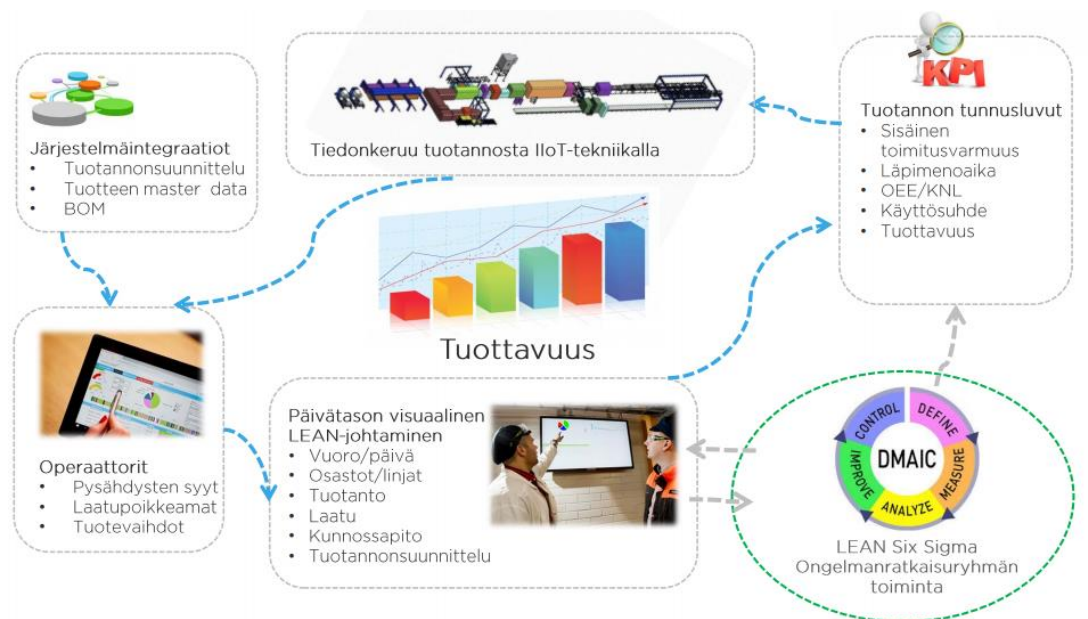 KPI
Tiedonkeruu tuotannosta IIoT-tekniikalla
Järjestelmäintegraatiot
• Tuotannonsuunnittelu
• Tuotteen master data
• BOM
Tuotannon tunnusluvut
• Sisäinen
toimitusvarmuus
• Läpimenoaika
• OEE/KNL
• Käyttösuhde
• Tuottavuus
Tuottavuus
Operaattorit
• Pysähdysten syyt
• Laatupoikkeamat
• Tuotevaihdot
Päivätason visuaalinen
LEAN-johtaminen
• Vuoro/päivä
• Osastot/linjat
• Tuotanto
• Laatu
• Kunnossapito
• Tuotannonsuunnittelu
DMAIC
DEFINE
MEASURE
ANALYZE
IMPROVE
CONTROL
LEAN Six Sigma
Ongelmanratkaisuryhmän
toiminta